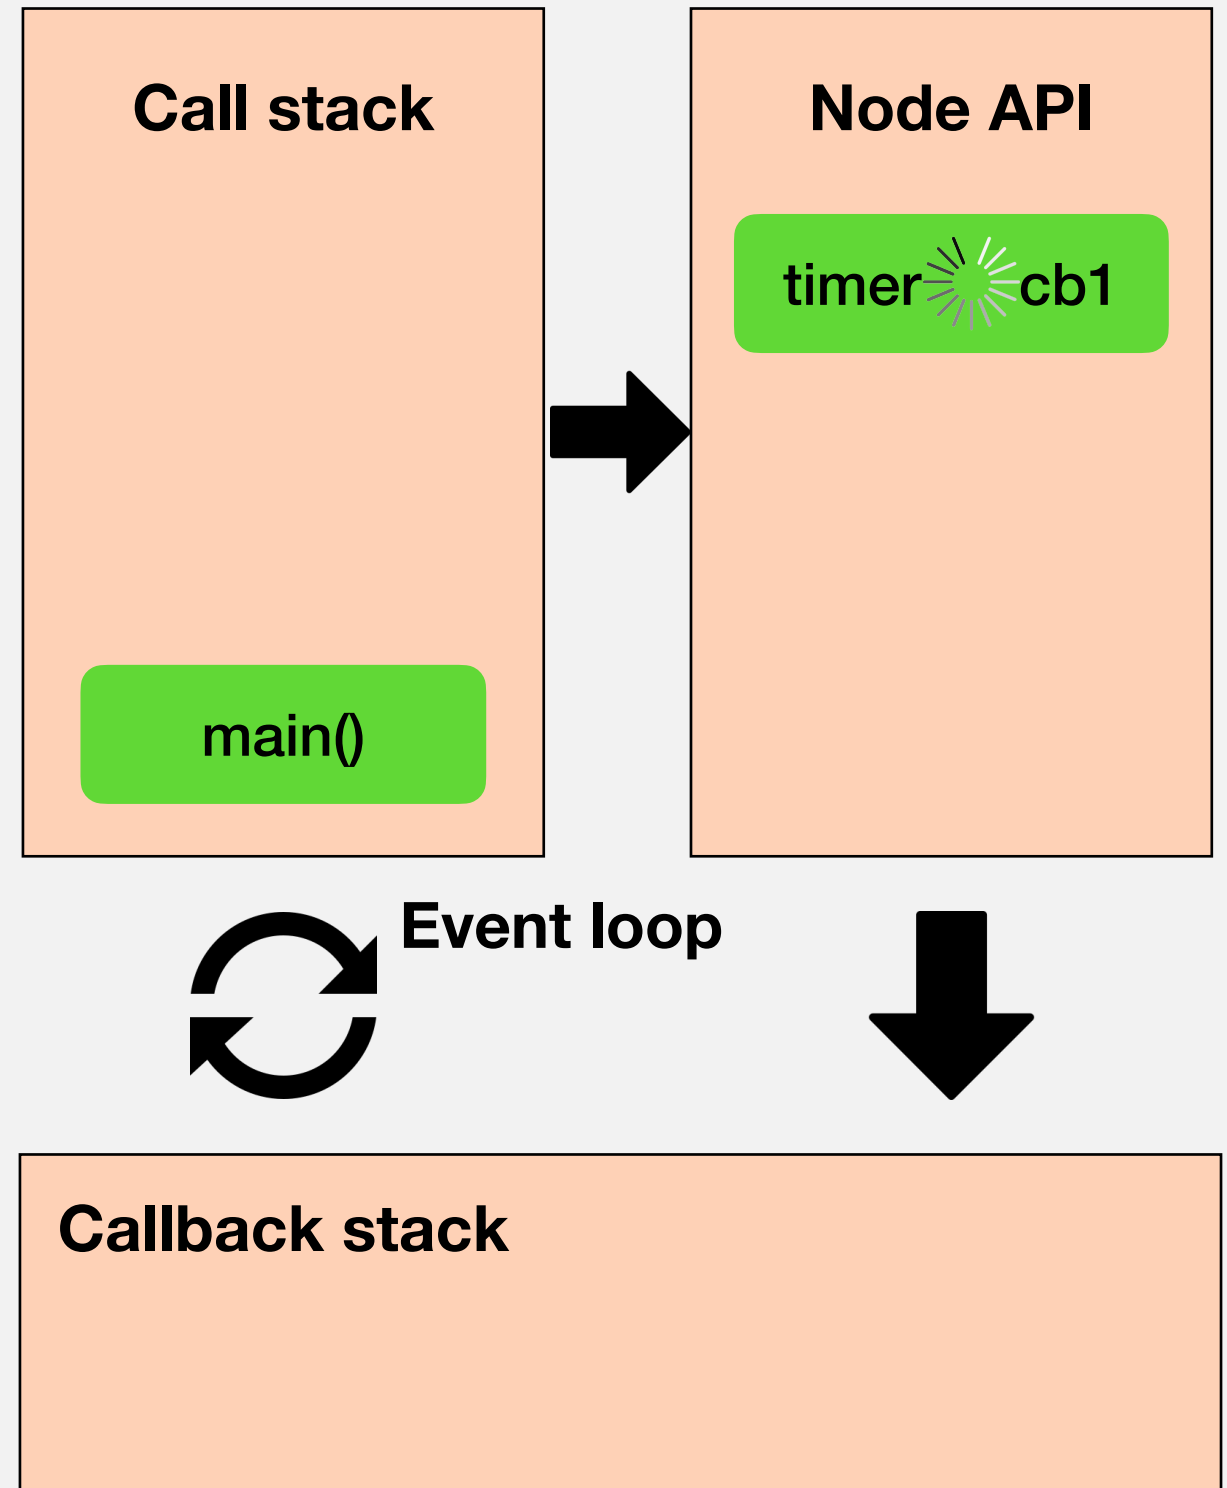 Call stack
Node API
timer cb1
main()
Event loop
Callback stack